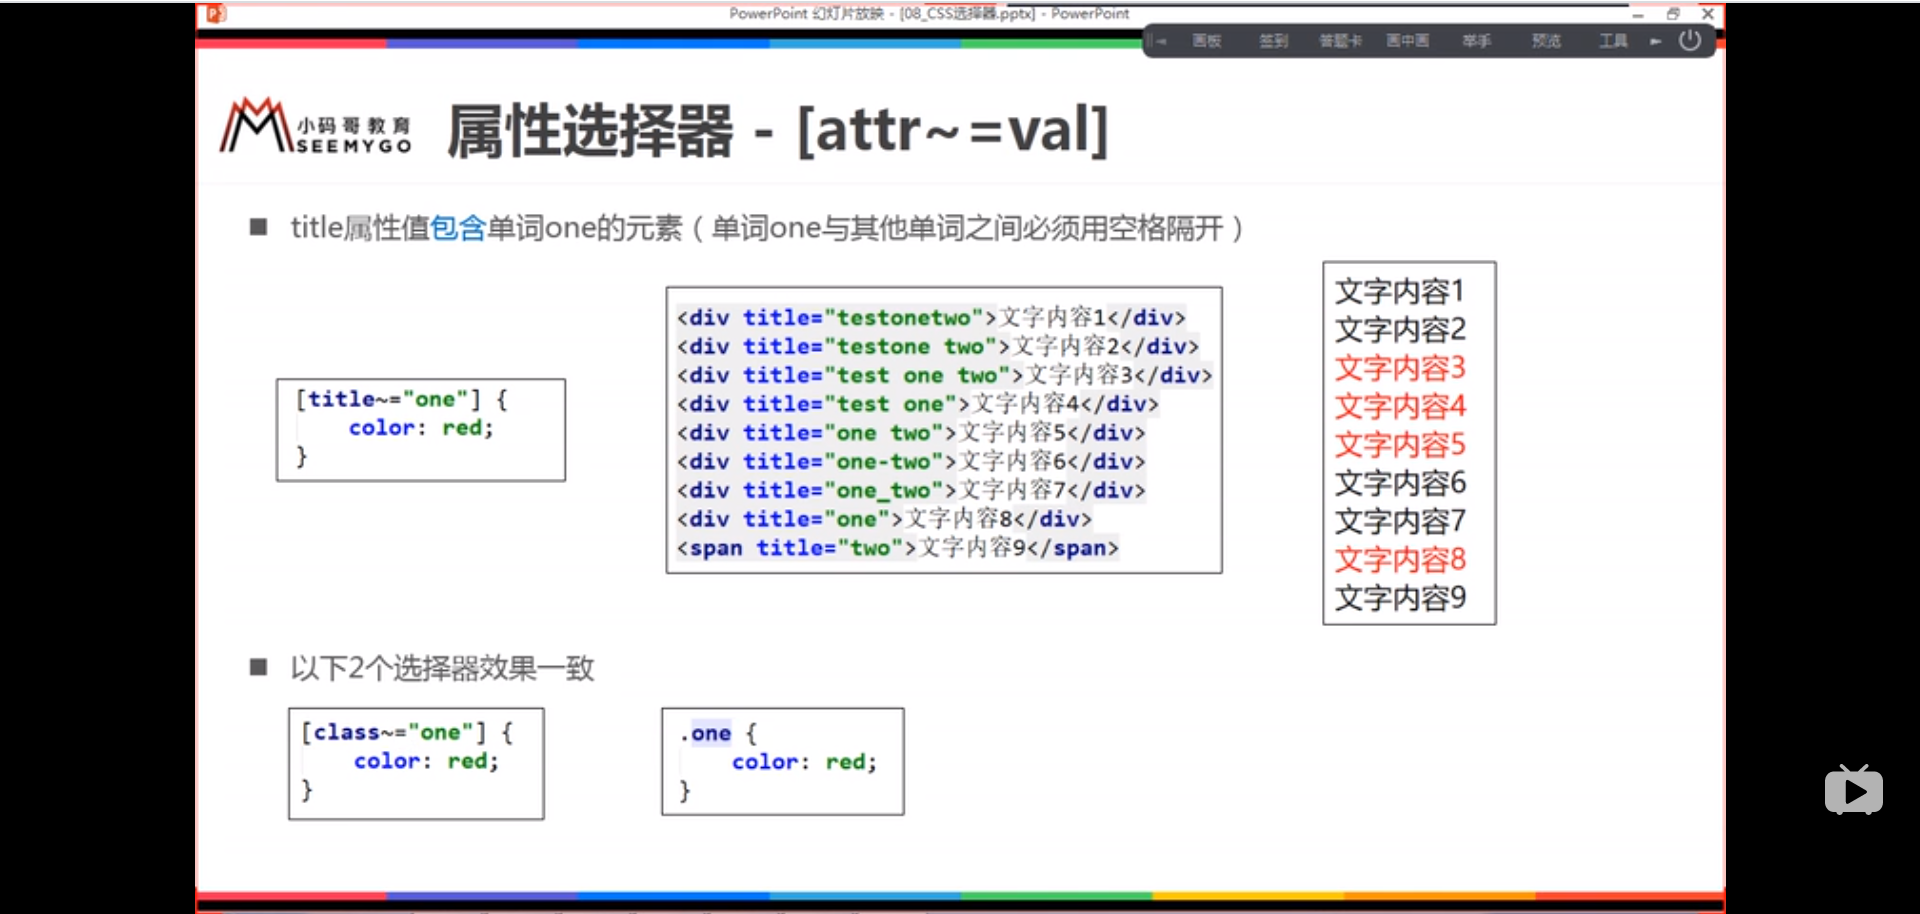 PowerPoint 幻灯片放映 - [08_CSS选择器.pptx] - PowerPoint
画板 签到 答题卡 画中画 举手 预览 工具
小码哥教育
SEEMYGO
属性选择器 - [attr~=val]
title属性值包含单词one的元素（单词one与其他单词之间必须用空格隔开）
[title~="one"] {
color: red;
}
<div title="testonetwo">文字内容1</div>
<div title="testone two">文字内容2</div>
<div title="test one two">文字内容3</div>
<div title="test one">文字内容4</div>
<div title="one two">文字内容5</div>
<div title="one-two">文字内容6</div>
<div title="one_two">文字内容7</div>
<div title="one">文字内容8</div>
<span title="two">文字内容9</span>
文字内容1
文字内容2
文字内容3
文字内容4
文字内容5
文字内容6
文字内容7
文字内容8
文字内容9
以下2个选择器效果一致
[class~="one"] {
color: red;
}
.one {
color: red;
}